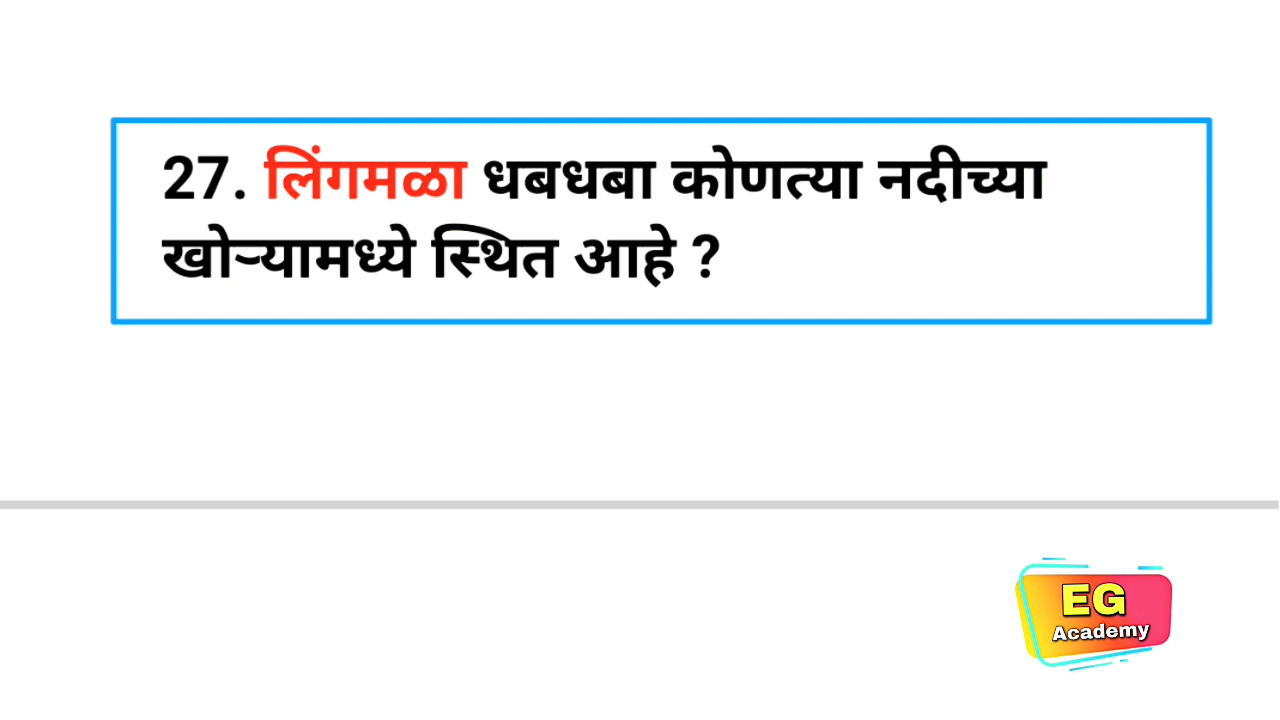 27. लिंगमळा धबधबा कोणत्या नदीच्या
खोऱ्यामध्ये स्थित आहे ?
EG
Academy